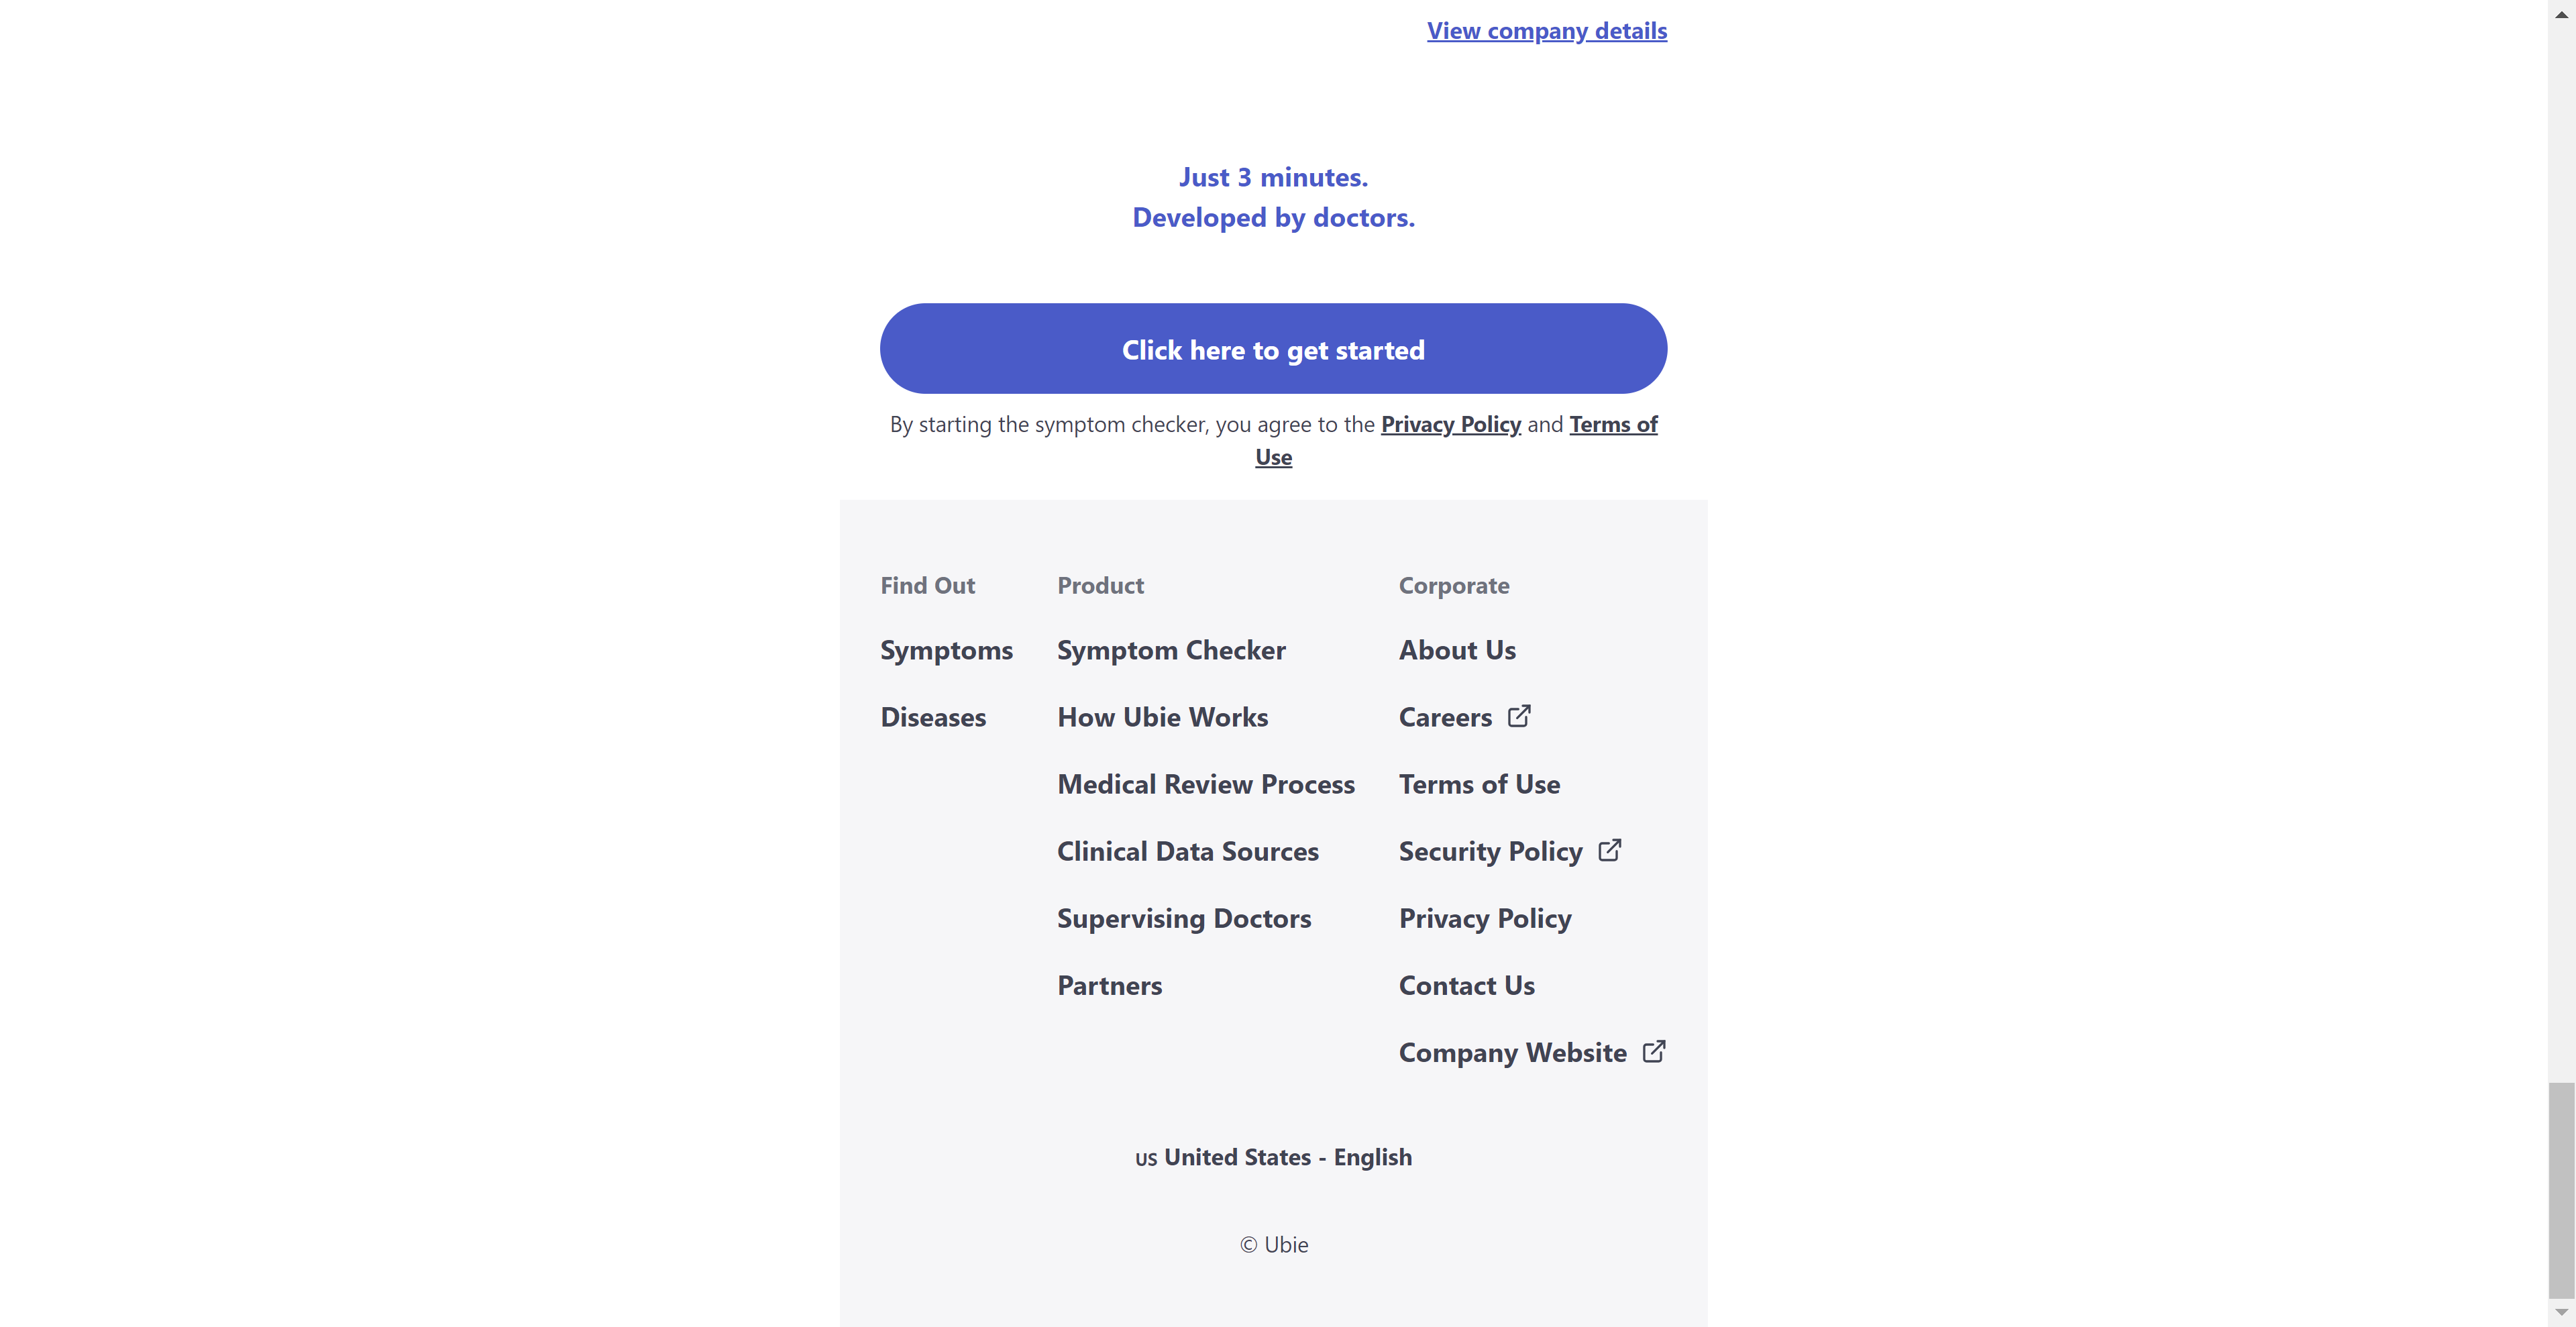 View company details
Just 3 minutes.
Developed by doctors.
Click here to get started
By starting the symptom checker, you agree to the Privacy Policy and Terms of
Use
Find Out
Symptoms
Diseases
Product
Symptom Checker
How Ubie Works
Medical Review Process
Clinical Data Sources
Supervising Doctors
Partners
Corporate
About Us
Careers
Terms of Use
Security Policy
Privacy Policy
Contact Us
Company Website
US United States - English
© Ubie